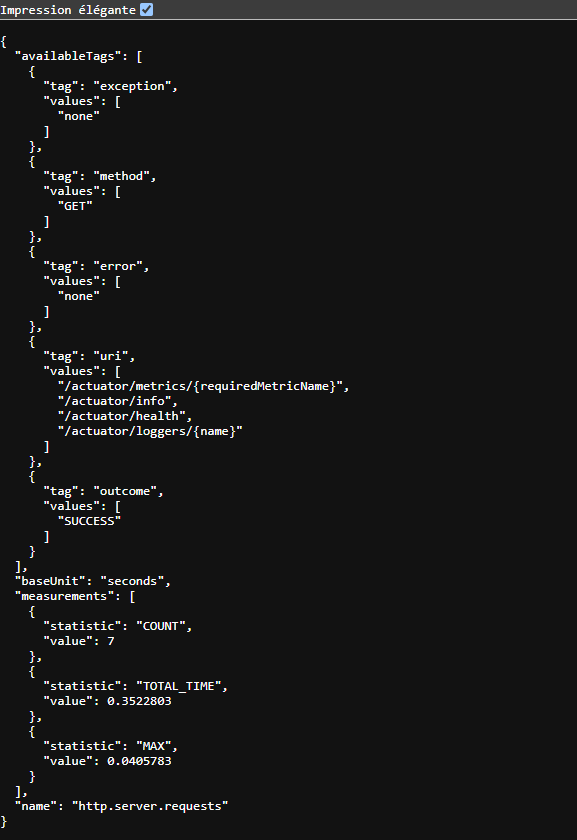 Impression élégante
{
  "availableTags": [
    {
      "tag": "exception",
      "values": [
        "none"
      ]
    },
    {
      "tag": "method",
      "values": [
        "GET"
      ]
    },
    {
      "tag": "error",
      "values": [
        "none"
      ]
    },
    {
      "tag": "uri",
      "values": [
        "/actuator/metrics/{requiredMetricName}",
        "/actuator/info",
        "/actuator/health",
        "/actuator/loggers/{name}"
      ]
    },
    {
      "tag": "outcome",
      "values": [
        "SUCCESS"
      ]
    }
  ],
  "baseUnit": "seconds",
  "measurements": [
    {
      "statistic": "COUNT",
      "value": 7
    },
    {
      "statistic": "TOTAL_TIME",
      "value": 0.3522803
    },
    {
      "statistic": "MAX",
      "value": 0.0405783
    }
  ],
  "name": "http.server.requests"
}